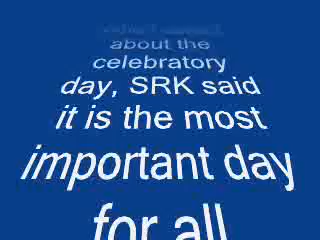 about the
celebratory
day, SRK said
it is the most
important day
for all